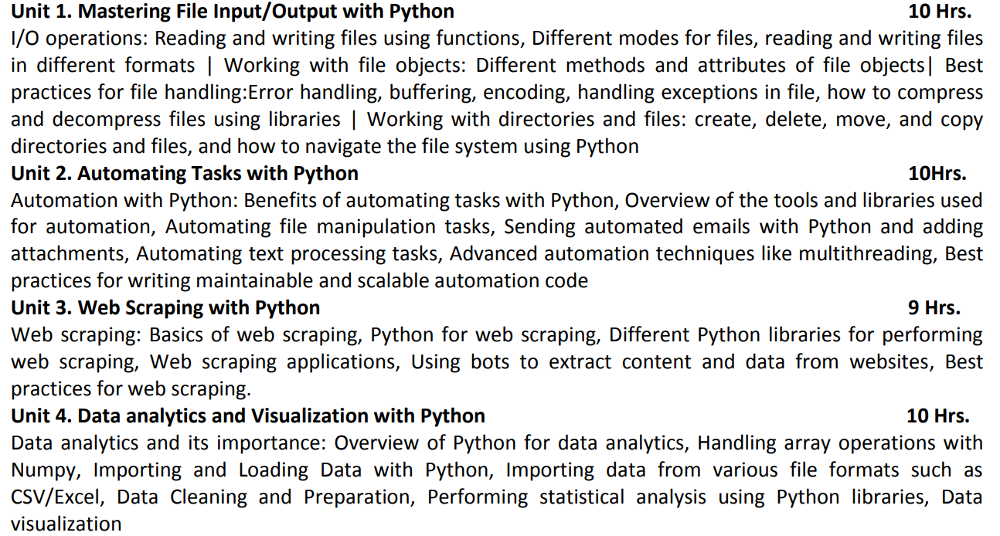 Unit 1. Mastering File Input/Output with Python 10 Hrs.
I/O operations: Reading and writing files using functions, Different modes for files, reading and writing files
in different formats | Working with file objects: Different methods and attributes of file objects| Best
practices for file handling:Error handling, buffering, encoding, handling exceptions in file, how to compress
and decompress files using libraries | Working with directories and files: create, delete, move, and copy
directories and files, and how to navigate the file system using Python
Unit 2. Automating Tasks with Python 10Hrs.
Automation with Python: Benefits of automating tasks with Python, Overview of the tools and libraries used
for automation, Automating file manipulation tasks, Sending automated emails with Python and adding
attachments, Automating text processing tasks, Advanced automation techniques like multithreading, Best
practices for writing maintainable and scalable automation code
Unit 3. Web Scraping with Python 9 Hrs.
Web scraping: Basics of web scraping, Python for web scraping, Different Python libraries for performing
web scraping, Web scraping applications, Using bots to extract content and data from websites, Best
practices for web scraping.
Unit 4. Data analytics and Visualization with Python 10 Hrs.
Data analytics and its importance: Overview of Python for data analytics, Handling array operations with
Numpy, Importing and Loading Data with Python, Importing data from various file formats such as
CSV/Excel, Data Cleaning and Preparation, Performing statistical analysis using Python libraries, Data
visualization